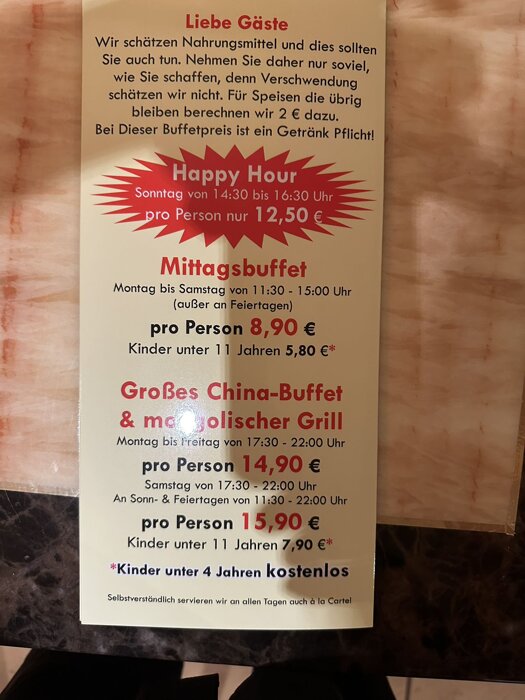 Liebe Gäste
Wir schätzen Nahrungsmittel und dies sollten
Sie auch tun. Nehmen Sie daher nur soviel,
wie Sie schaffen, denn Verschwendung
schätzen wir nicht. Für Speisen die übrig
bleiben berechnen wir 2 € dazu.
Bei Dieser Buffetpreis ist ein Getränk Pflicht!
Happy Hour
Sonntag von 14:30 bis 16:30 Uhr
pro Person nur 12,50 €
Mittagsbuffet
Montag bis Samstag von 11:30 - 15:00 Uhr
(außer an Feiertagen)
pro Person 8,90 €
Kinder unter 11 Jahren 5,80 €*
Großes China-Buffet
& mongolischer Grill
Montag bis Freitag von 17:30 - 22:00 Uhr
pro Person 14,90 €
Samstag von 17:30 - 22:00 Uhr
An Sonn- & Feiertagen von 11:30 - 22:00 Uhr
pro Person 15,90 €
Kinder unter 11 Jahren 7,90 €*
*Kinder unter 4 Jahren kostenlos
Selbstverständlich servieren wir an allen Tagen auch à la Carte!